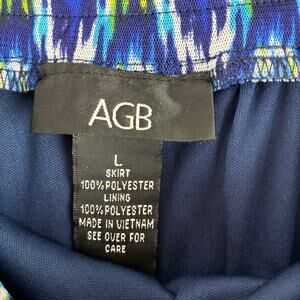 AGB
L
SKIRT
100% POLYESTER
LINING
100% POLYESTER
MADE IN VIETNAM
SEE OVER FOR
CARE